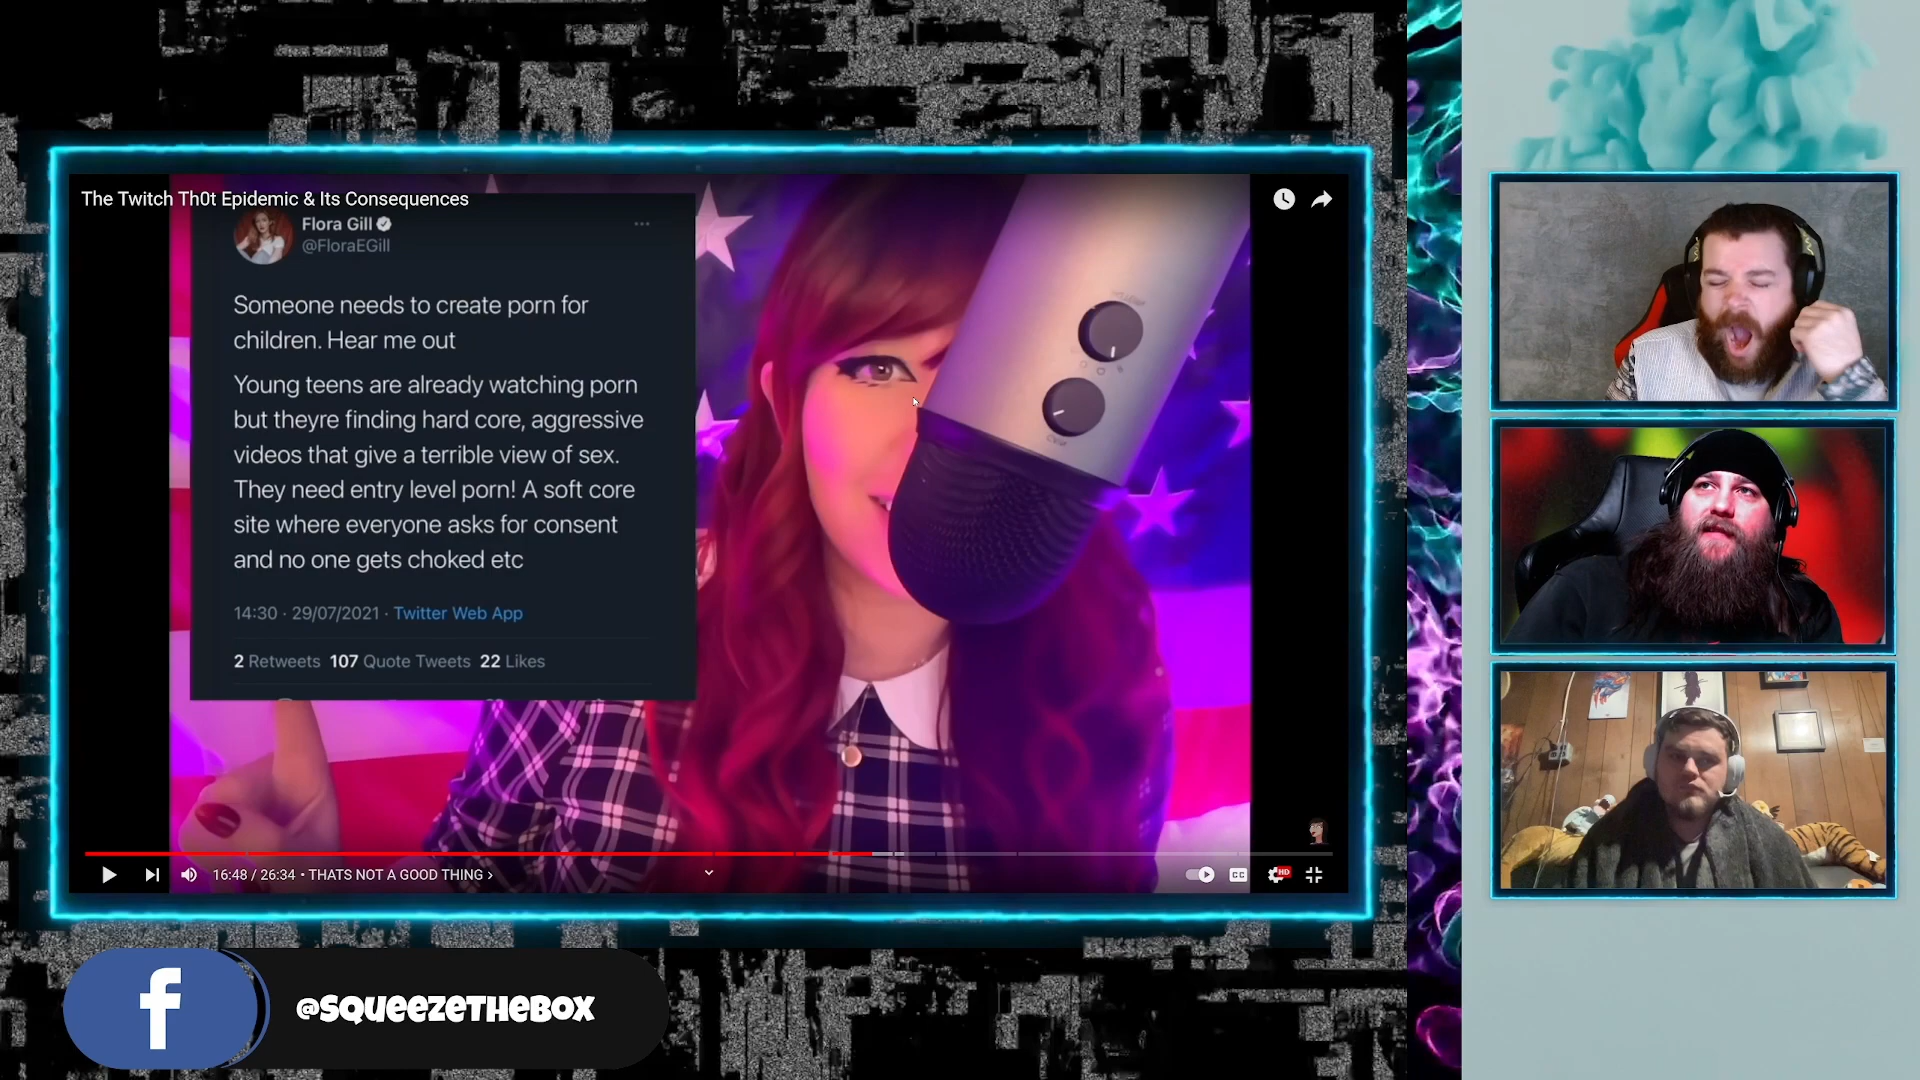 The Twitch Th0t Epidemic & Its Consequences
Flora Gill
@FloraEGill
Someone needs to create porn for
children. Hear me out
Young teens are already watching porn
but theyre finding hard core, aggressive
videos that give a terrible view of sex.
They need entry level porn! A soft core
site where everyone asks for consent
and no one gets choked etc
14:30 · 29/07/2021 · Twitter Web App
2 Retweets 107 Quote Tweets 22 Likes
16:48 / 26:34 • THATS NOT A GOOD THING ›
CC
HD
f
@SQUEEZETHEBOX